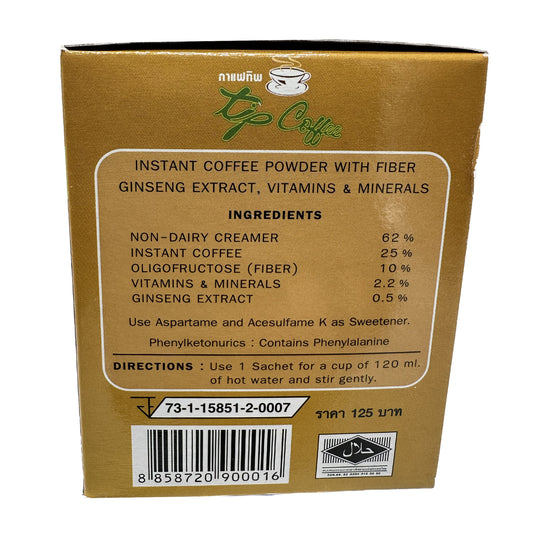 กาแฟทิพ
tip Coffee
INSTANT COFFEE POWDER WITH FIBER
GINSENG EXTRACT, VITAMINS & MINERALS
INGREDIENTS
NON-DAIRY CREAMER 62 %
INSTANT COFFEE 25 %
OLIGOFRUCTOSE (FIBER) 10 %
VITAMINS & MINERALS 2.2 %
GINSENG EXTRACT 0.5 %
Use Aspartame and Acesulfame K as Sweetener.
Phenylketonurics : Contains Phenylalanine
DIRECTIONS : Use 1 Sachet for a cup of 120 ml.
of hot water and stir gently.
73-1-15851-2-0007
ราคา 125 บาท
حلال
8 858720 900016